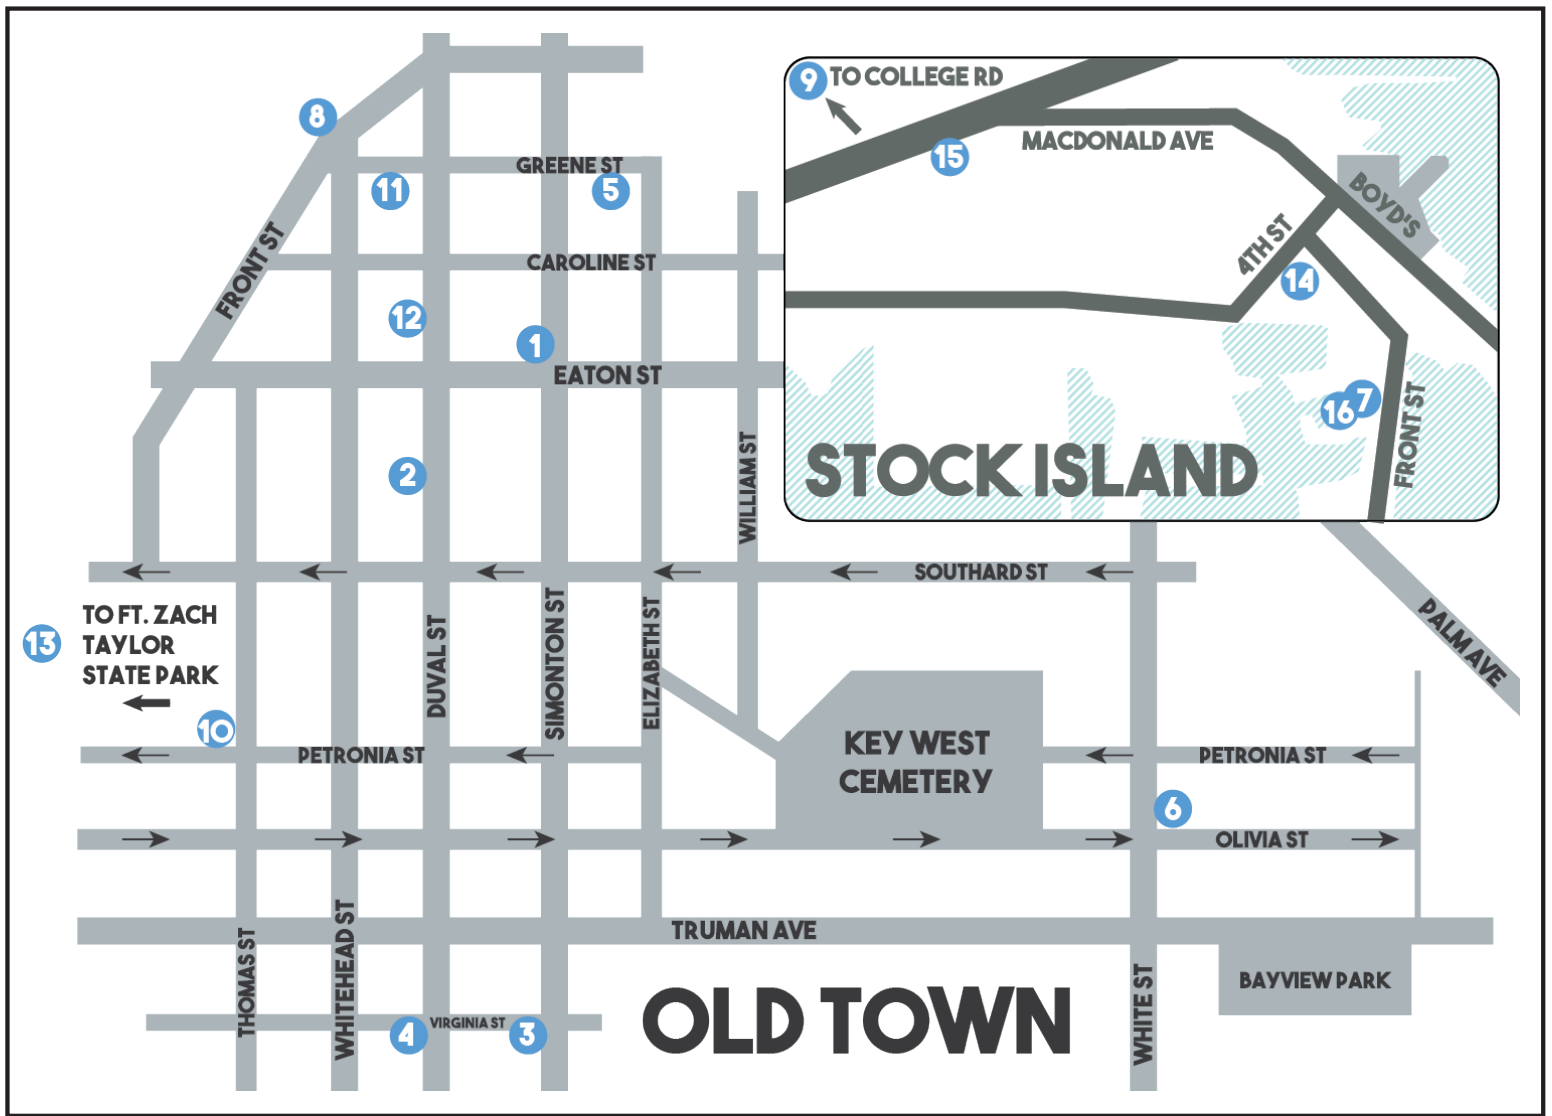 9 TO COLLEGE RD
8
15
MACDONALD AVE
GREENE ST
11
5
BOYD'S
FRONT ST
4TH ST
CAROLINE ST
14
12
1
EATON ST
16
7
FRONT ST
2
WILLIAM ST
STOCK ISLAND
SOUTHARD ST
13
TO FT. ZACH
TAYLOR
STATE PARK
DUVAL ST
SIMONTON ST
ELIZABETH ST
PALM AVE
10
KEY WEST
CEMETERY
PETRONIA ST
PETRONIA ST
6
OLIVIA ST
TRUMAN AVE
THOMAS ST
WHITEHEAD ST
BAYVIEW PARK
WHITE ST
OLD TOWN
4
VIRGINIA ST
3